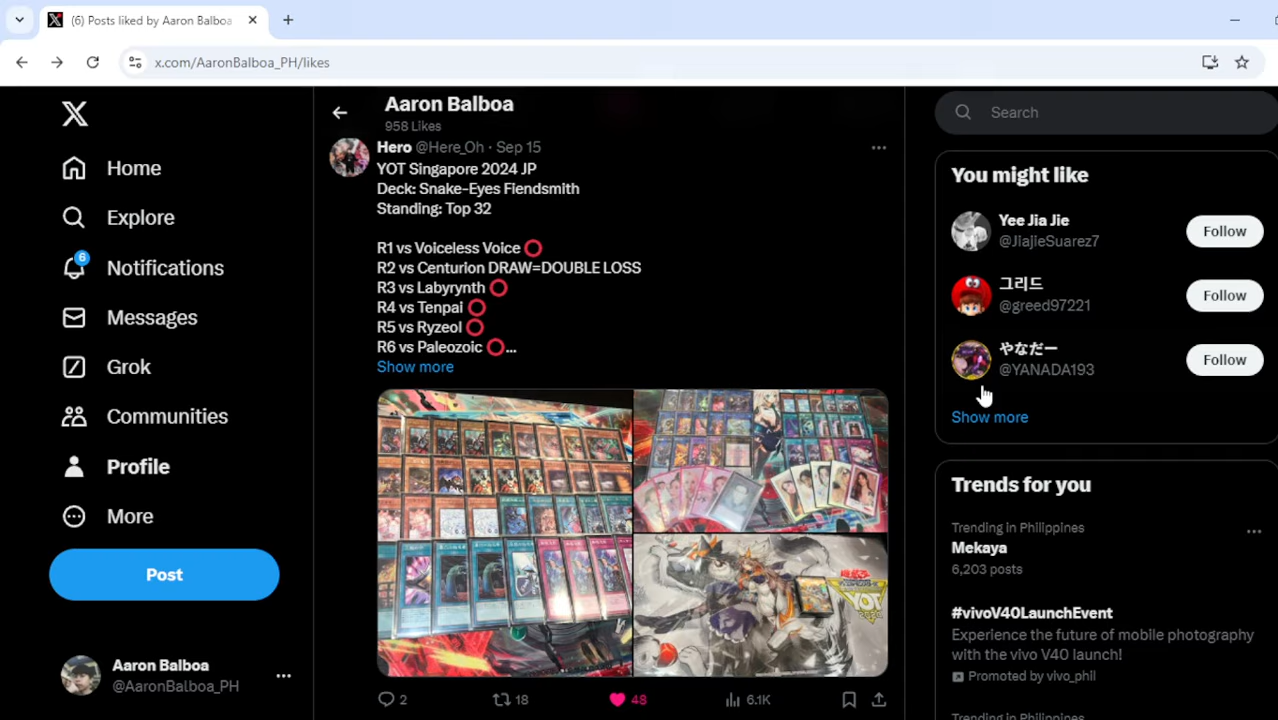 (6) Posts liked by Aaron Balboa
x.com/AaronBalboa_PH/likes
X
Home
Explore
6
Notifications
Messages
Grok
Communities
Profile
More
Post
Aaron Balboa
@AaronBalboa_PH
Aaron Balboa
958 Likes
Hero @Here_Oh · Sep 15
YOT Singapore 2024 JP
Deck: Snake-Eyes Fiendsmith
Standing: Top 32
R1 vs Voiceless Voice ⭕
R2 vs Centurion DRAW=DOUBLE LOSS
R3 vs Labyrynth ⭕
R4 vs Tenpai ⭕
R5 vs Ryzeol ⭕
R6 vs Paleozoic ⭕...
Show more
YOT
2
18
48
6.1K
Search
You might like
Yee Jia Jie
@JiajieSuarez7
Follow
그리드
@greed97221
Follow
やなだー
@YANADA193
Follow
Show more
Trends for you
Trending in Philippines
Mekaya
6,203 posts
#vivoV40LaunchEvent
Experience the future of mobile photography
with the vivo V40 launch!
Promoted by vivo_phil
Trending in Philippines